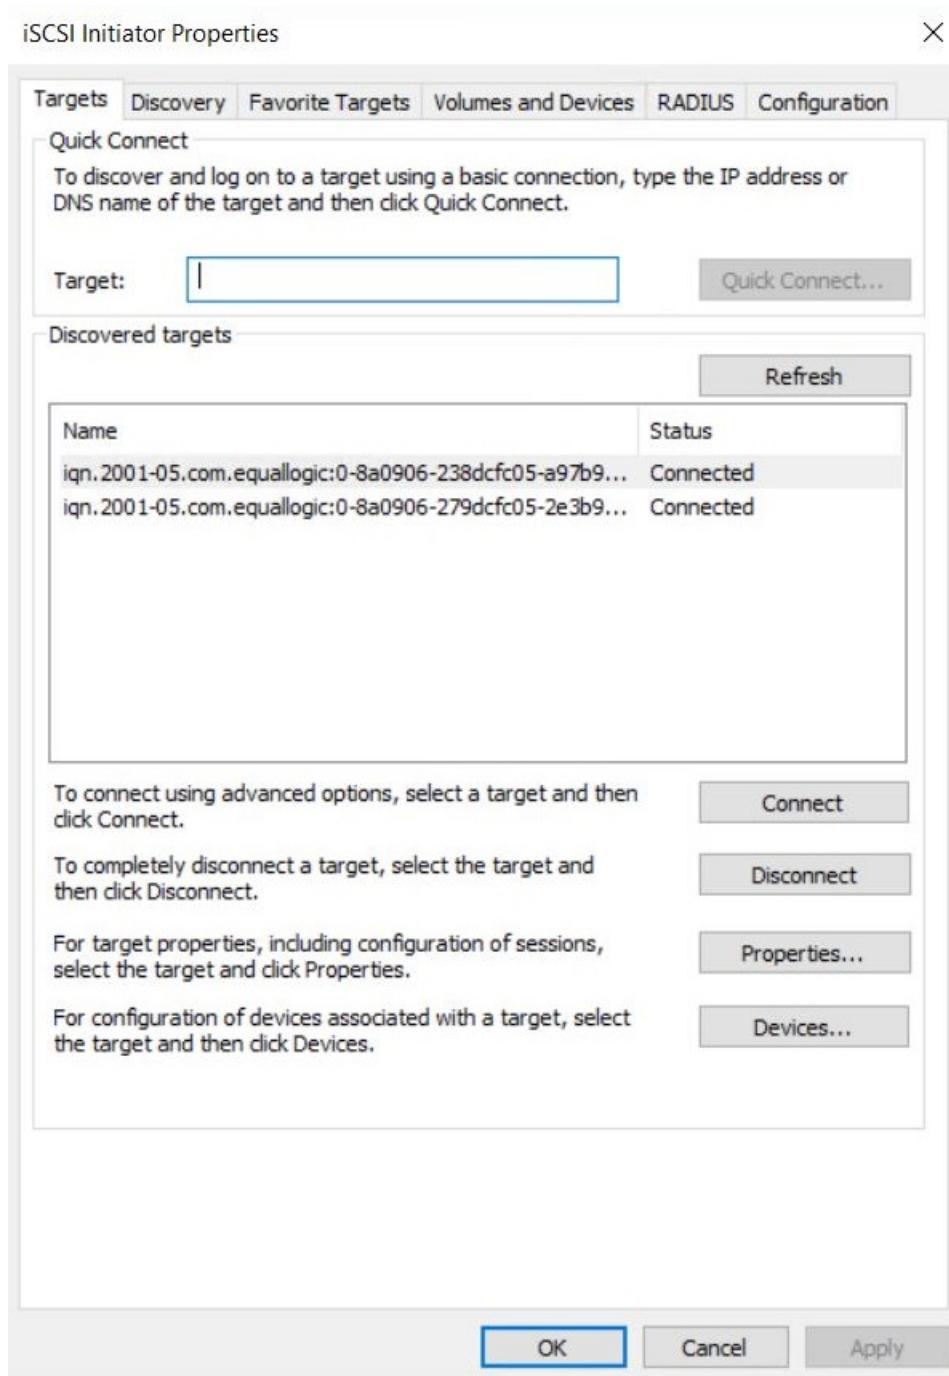 iSCSI Initiator Properties
Targets Discovery Favorite Targets Volumes and Devices RADIUS Configuration
Quick Connect
To discover and log on to a target using a basic connection, type the IP address or
DNS name of the target and then click Quick Connect.
Target: Quick Connect...
Discovered targets
Refresh
Name Status
iqn.2001-05.com.equallogic:0-8a0906-238dcfc05-a97b9... Connected
iqn.2001-05.com.equallogic:0-8a0906-279dcfc05-2e3b9... Connected
To connect using advanced options, select a target and then
click Connect.
Connect
To completely disconnect a target, select the target and
then click Disconnect.
Disconnect
For target properties, including configuration of sessions,
select the target and click Properties.
Properties...
For configuration of devices associated with a target, select
the target and then click Devices.
Devices...
OK Cancel Apply